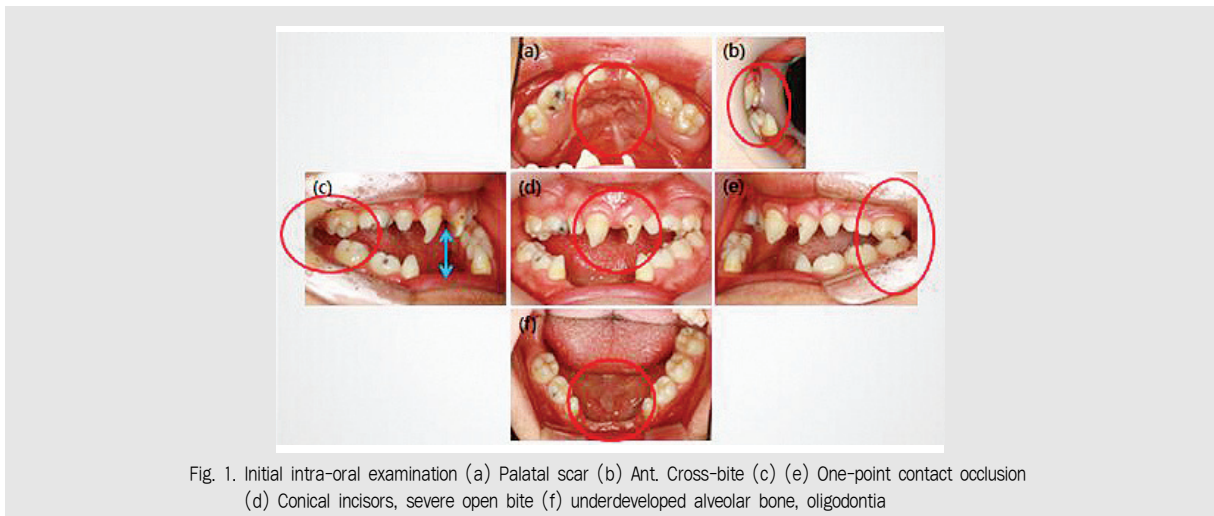 (a)
(b)
(c)
(d)
(e)
(f)
Fig. 1. Initial intra-oral examination (a) Palatal scar (b) Ant. Cross-bite (c) (e) One-point contact occlusion
(d) Conical incisors, severe open bite (f) underdeveloped alveolar bone, oligodontia